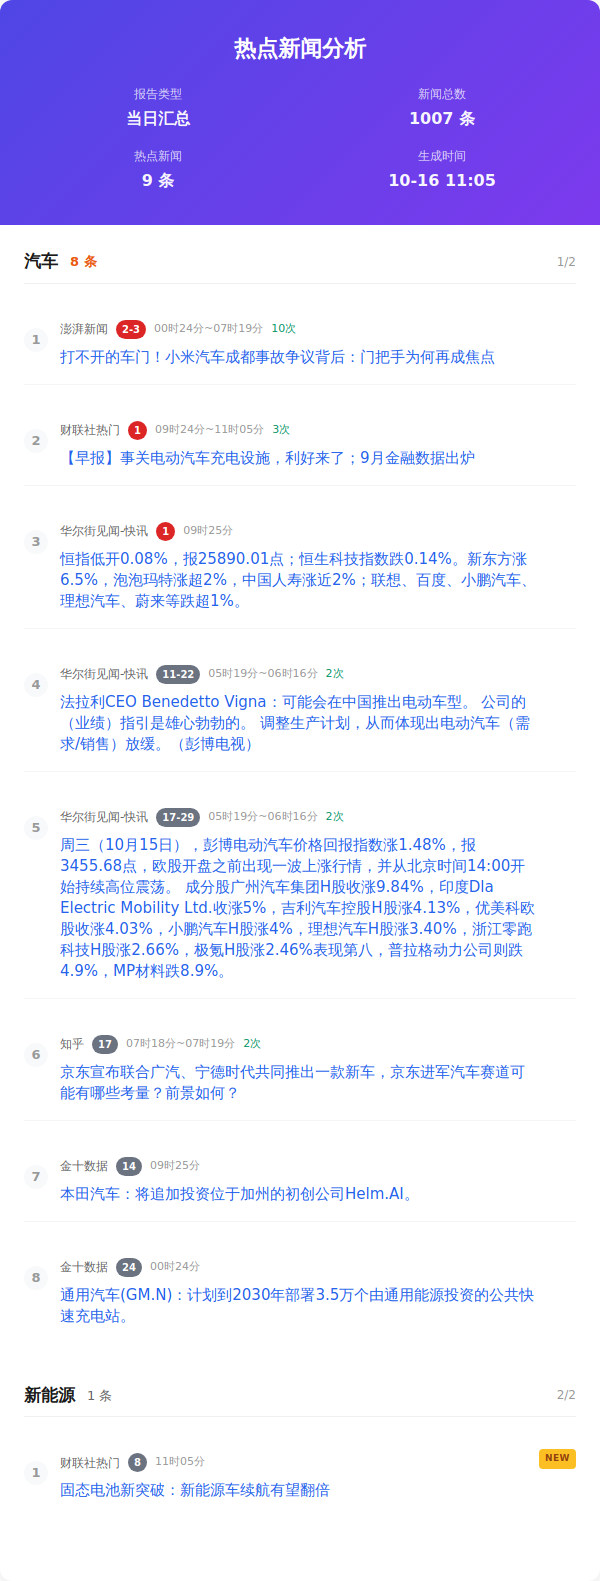 热点新闻分析
报告类型
当日汇总
新闻总数
1007 条
热点新闻
9 条
生成时间
10-16 11:05
汽车 8 条 1/2
1 澎湃新闻 2-3 00时24分~07时19分 10次
打不开的车门！小米汽车成都事故争议背后：门把手为何再成焦点
2 财联社热门 1 09时24分~11时05分 3次
【早报】事关电动汽车充电设施，利好来了；9月金融数据出炉
3 华尔街见闻-快讯 1 09时25分
恒指低开0.08%，报25890.01点；恒生科技指数跌0.14%。新东方涨
6.5%，泡泡玛特涨超2%，中国人寿涨近2%；联想、百度、小鹏汽车、
理想汽车、蔚来等跌超1%。
4 华尔街见闻-快讯 11-22 05时19分~06时16分 2次
法拉利CEO Benedetto Vigna：可能会在中国推出电动车型。 公司的
（业绩）指引是雄心勃勃的。 调整生产计划，从而体现出电动汽车（需
求/销售）放缓。（彭博电视）
5 华尔街见闻-快讯 17-29 05时19分~06时16分 2次
周三（10月15日），彭博电动汽车价格回报指数涨1.48%，报
3455.68点，欧股开盘之前出现一波上涨行情，并从北京时间14:00开
始持续高位震荡。 成分股广州汽车集团H股收涨9.84%，印度Dla
Electric Mobility Ltd.收涨5%，吉利汽车控股H股涨4.13%，优美科欧
股收涨4.03%，小鹏汽车H股涨4%，理想汽车H股涨3.40%，浙江零跑
科技H股涨2.66%，极氪H股涨2.46%表现第八，普拉格动力公司则跌
4.9%，MP材料跌8.9%。
6 知乎 17 07时18分~07时19分 2次
京东宣布联合广汽、宁德时代共同推出一款新车，京东进军汽车赛道可
能有哪些考量？前景如何？
7 金十数据 14 09时25分
本田汽车：将追加投资位于加州的初创公司Helm.AI。
8 金十数据 24 00时24分
通用汽车(GM.N)：计划到2030年部署3.5万个由通用能源投资的公共快
速充电站。
新能源 1 条 2/2
1 财联社热门 8 11时05分 NEW
固态电池新突破：新能源车续航有望翻倍